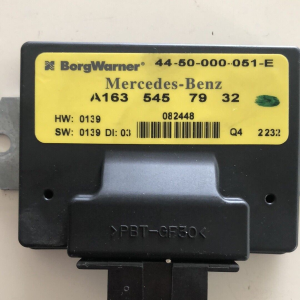 BorgWarner 44-50-000-051-E
Mercedes-Benz
A163 545 79 32
HW: 0139 082448
SW: 0139 DI: 03 Q4 2232
>PBT-GF30<